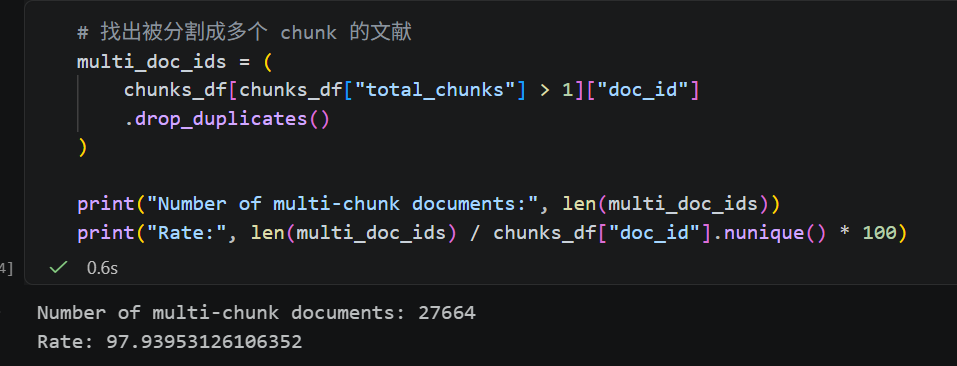 # 找出被分割成多个 chunk 的文献
multi_doc_ids = (
    chunks_df[chunks_df["total_chunks"] > 1]["doc_id"]
    .drop_duplicates()
)

print("Number of multi-chunk documents:", len(multi_doc_ids))
print("Rate:", len(multi_doc_ids) / chunks_df["doc_id"].nunique() * 100)
4] ✓ 0.6s
Number of multi-chunk documents: 27664
Rate: 97.93953126106352